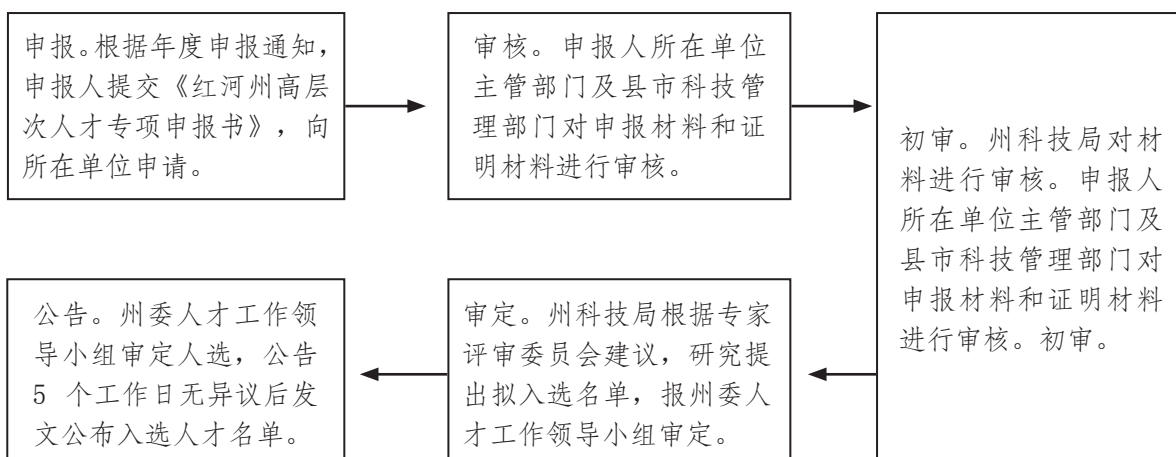 申报。根据年度申报通知，
申报人提交《红河州高层
次人才专项申报书》，向
所在单位申请。
审核。申报人所在单位
主管部门及县市科技管
理部门对申报材料和证
明材料进行审核。
初审。州科技局对材
料进行审核。申报人
所在单位主管部门及
县市科技管理部门对
申报材料和证明材料
进行审核。初审。
审定。州科技局根据专家
评审委员会建议，研究提
出拟入选名单，报州委人
才工作领导小组审定。
公告。州委人才工作领
导小组审定人选，公告
5 个工作日无异议后发
文公布入选人才名单。